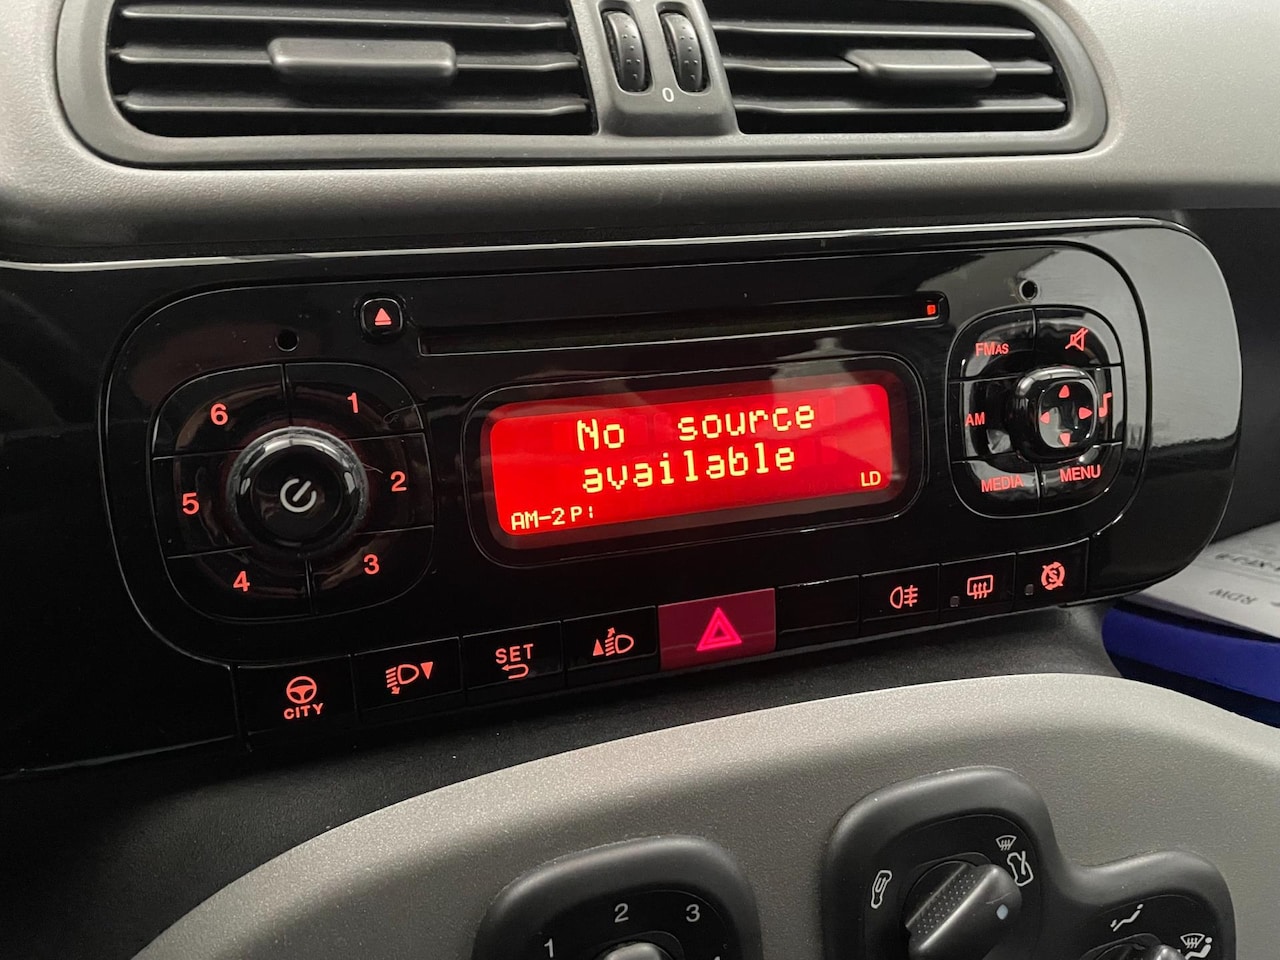 0
6
1
5
2
4
3
No source
available
LD
AM-2 P:
FMAS
AM
MEDIA
MENU
CITY
SET
RDW
2
3
1